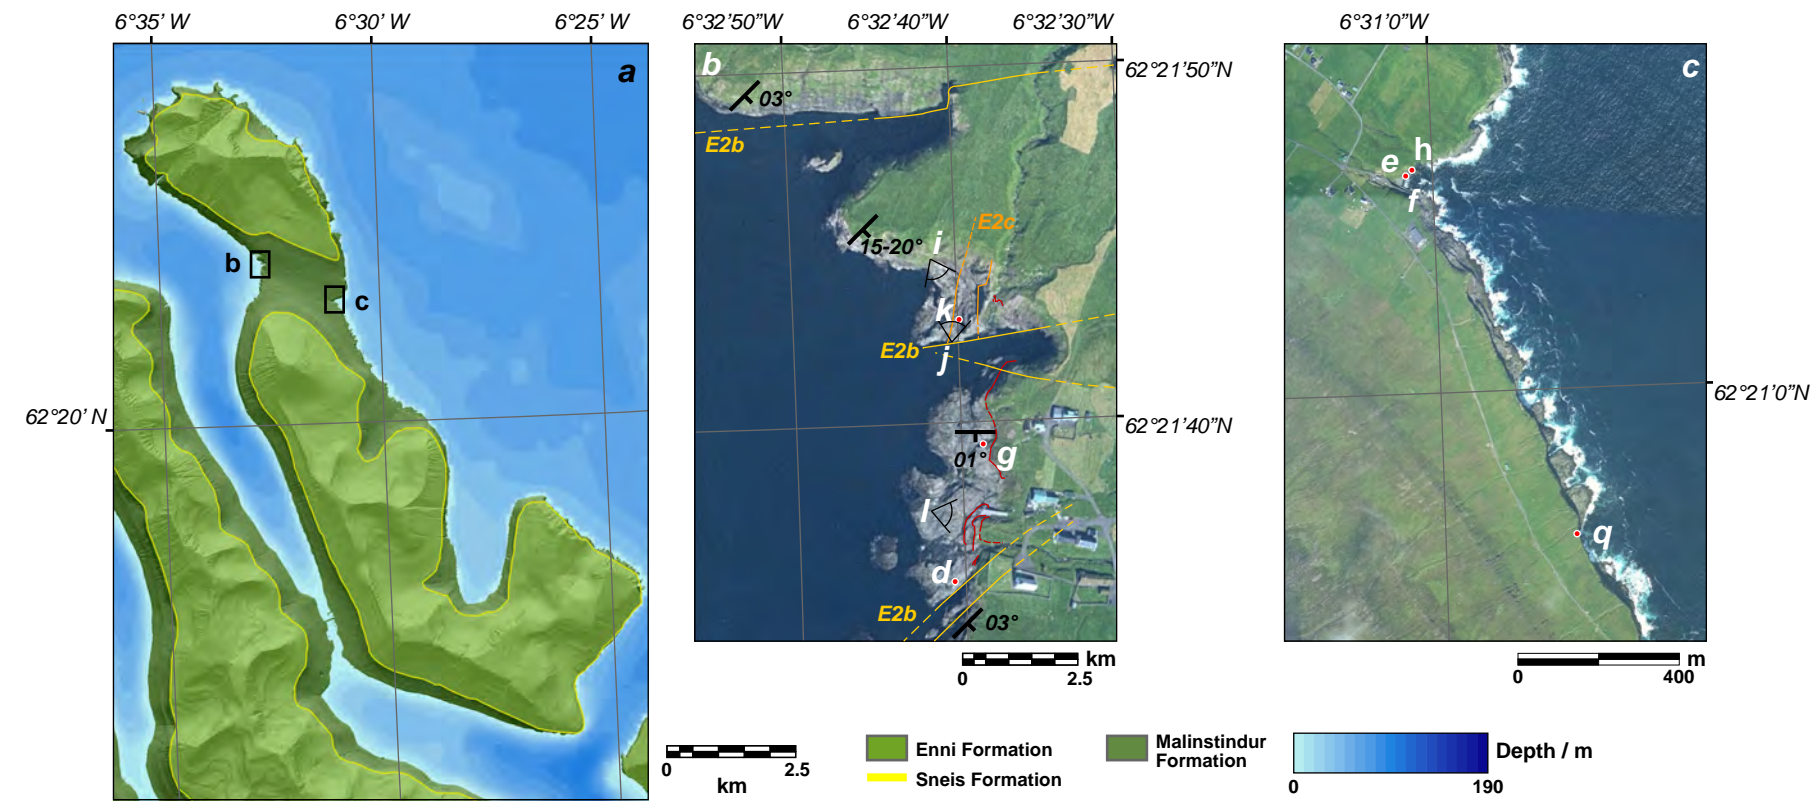 6°35' W
6°30' W
6°25' W
a
b
c
62°20' N
6°32'50"W
6°32'40"W
6°32'30"W
b
03°
E2b
62°21'50"N
E2c
15-20°
i
k
E2b
j
62°21'40"N
01°
g
l
d
E2b
03°
km
0
2.5
6°31'0"W
c
e
h
f
62°21'0"N
q
m
0
400
0
2.5
km
Enni Formation
Sneis Formation
Malinstindur
Formation
Depth / m
0
190